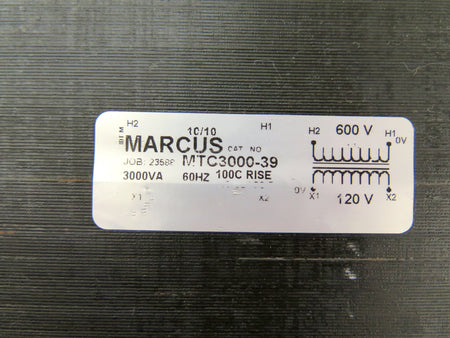 H2 10/10 H1
MARCUS CAT. NO
JOB: MTC3000-39
3000VA 60HZ 100C RISE
X1 X2
H2 600 V H1
0V
0V
X1 120 V X2